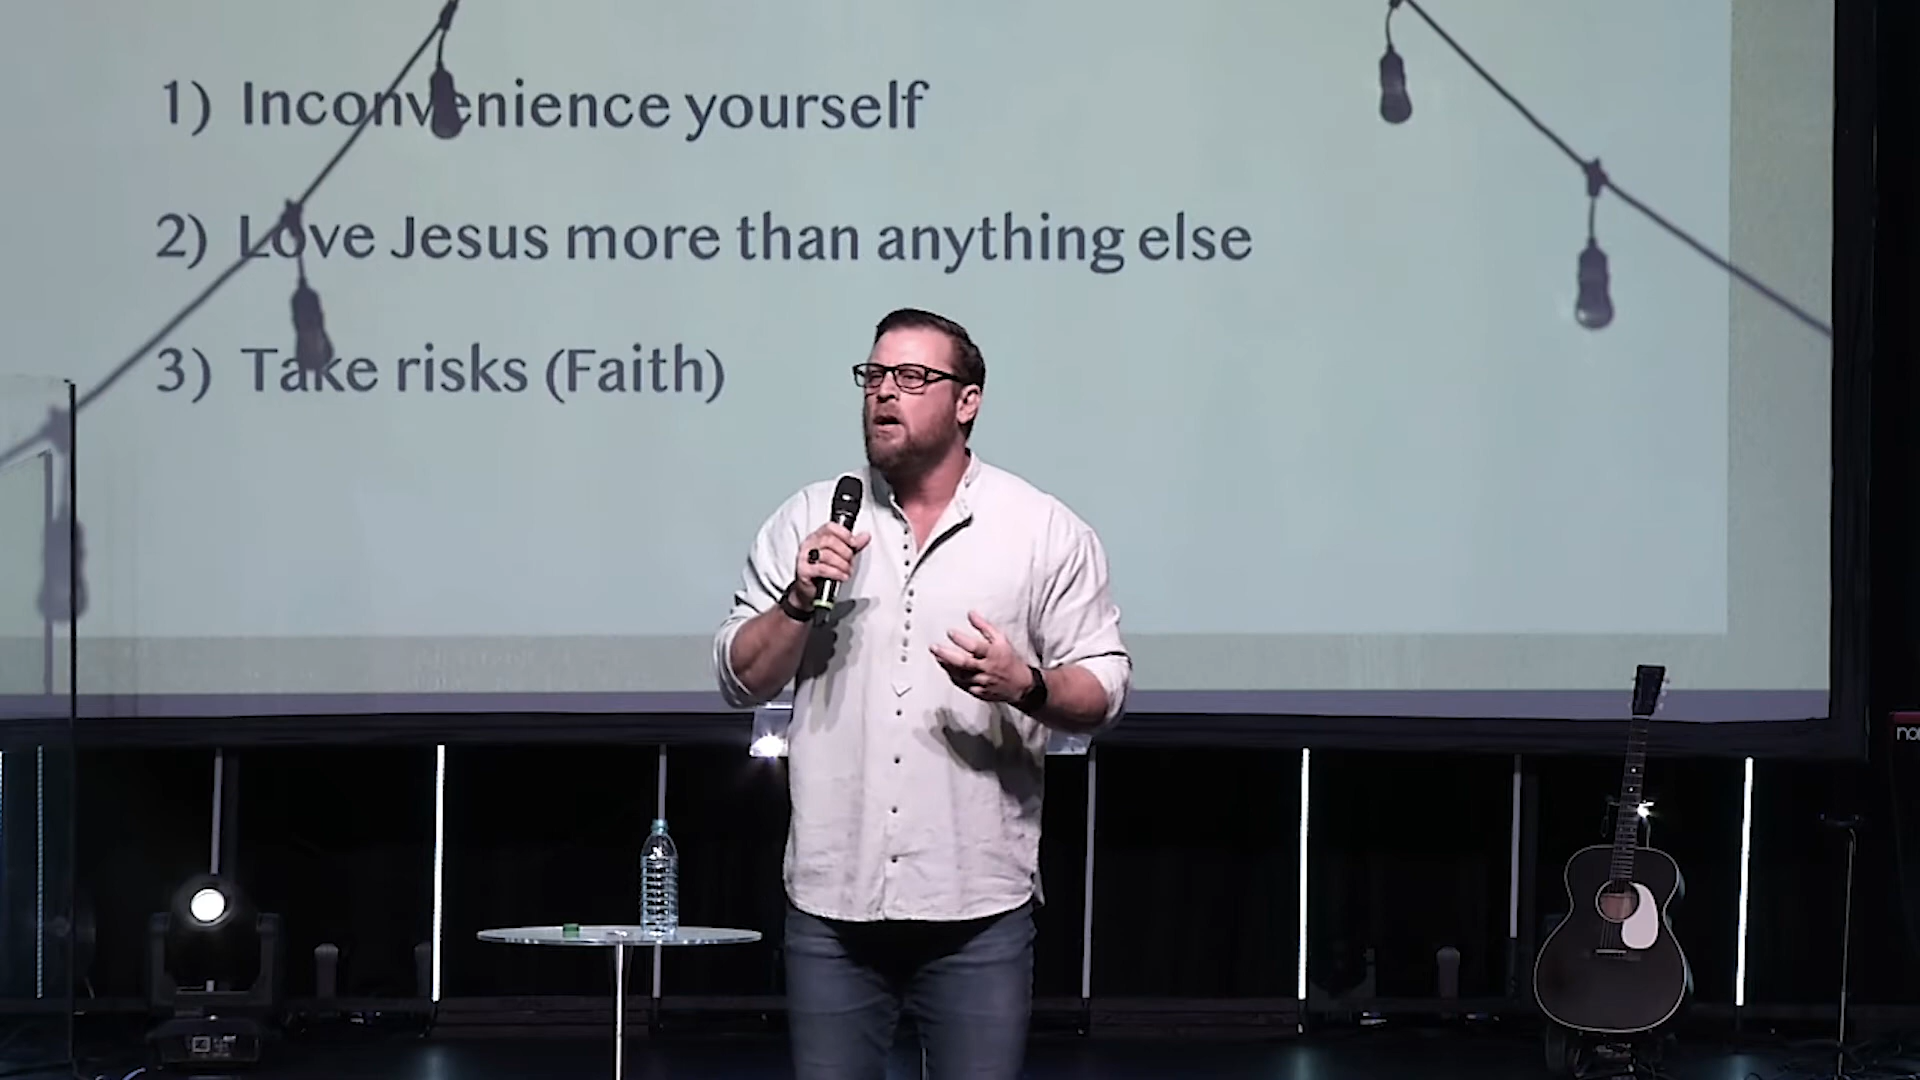 1) Inconvenience yourself
2) Love Jesus more than anything else
3) Take risks (Faith)